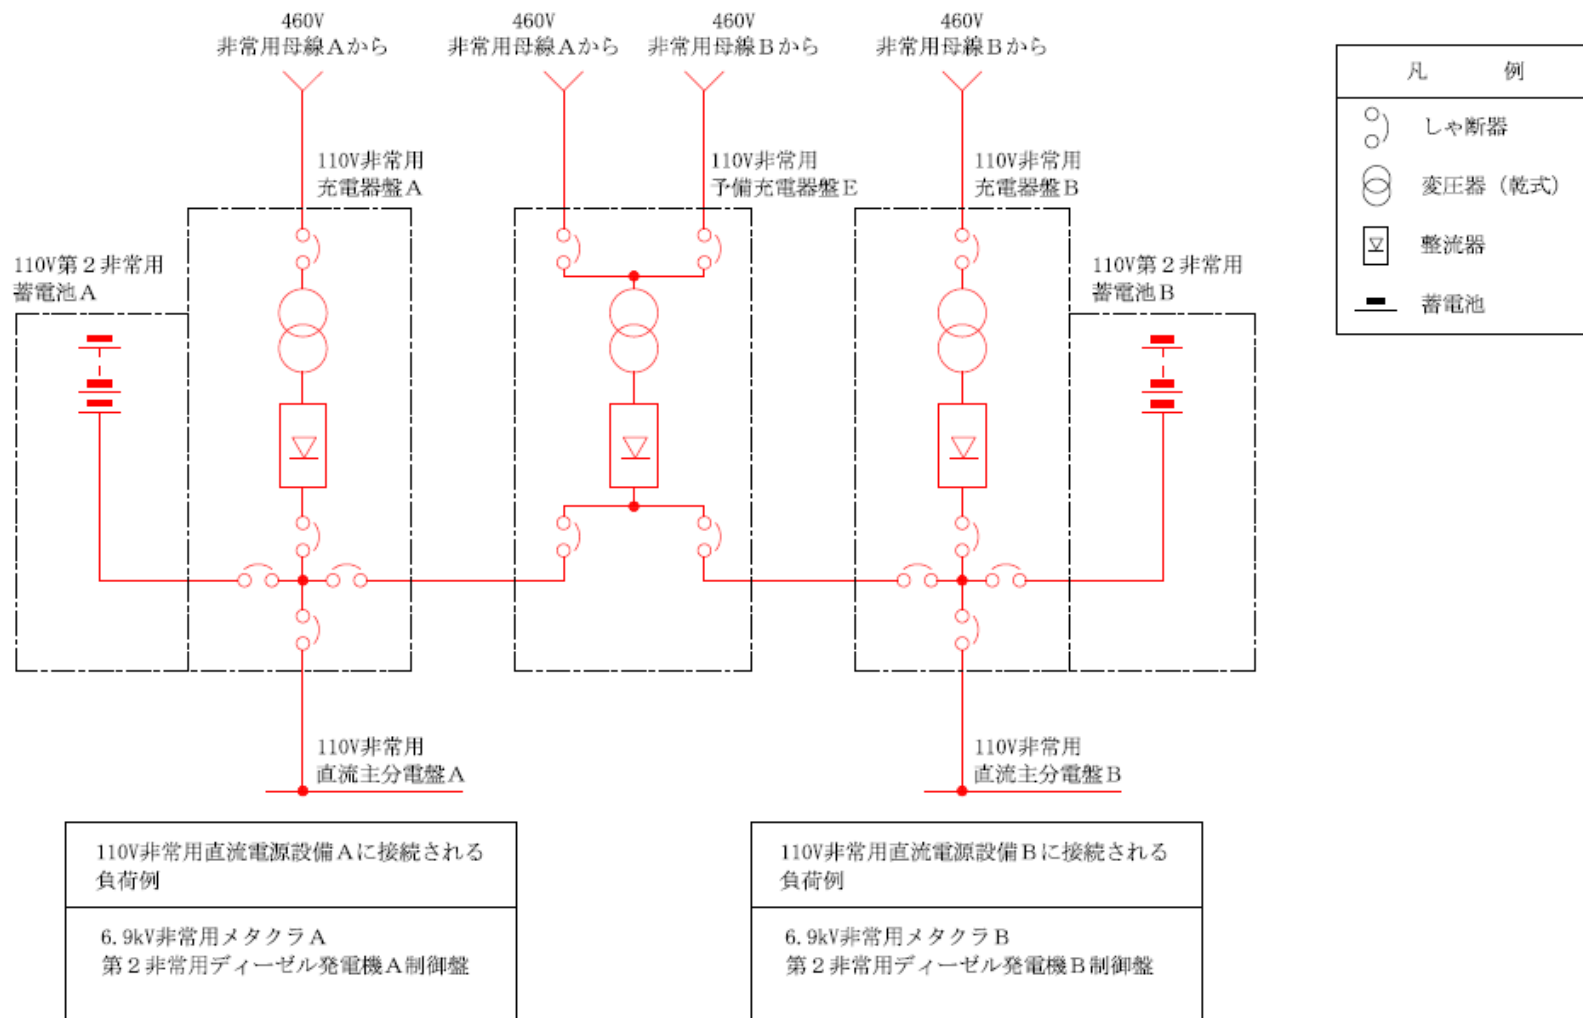 460V
非常用母線Aから
460V
非常用母線Aから
460V
非常用母線Bから
460V
非常用母線Bから
凡　例
しゃ断器
変圧器（乾式）
整流器
蓄電池
110V非常用
充電器盤A
110V非常用
予備充電器盤E
110V非常用
充電器盤B
110V第２非常用
蓄電池A
110V第２非常用
蓄電池B
110V非常用
直流主分電盤A
110V非常用
直流主分電盤B
110V非常用直流電源設備Aに接続される
負荷例
6.9kV非常用メタクラA
第２非常用ディーゼル発電機A制御盤
110V非常用直流電源設備Bに接続される
負荷例
6.9kV非常用メタクラB
第２非常用ディーゼル発電機B制御盤